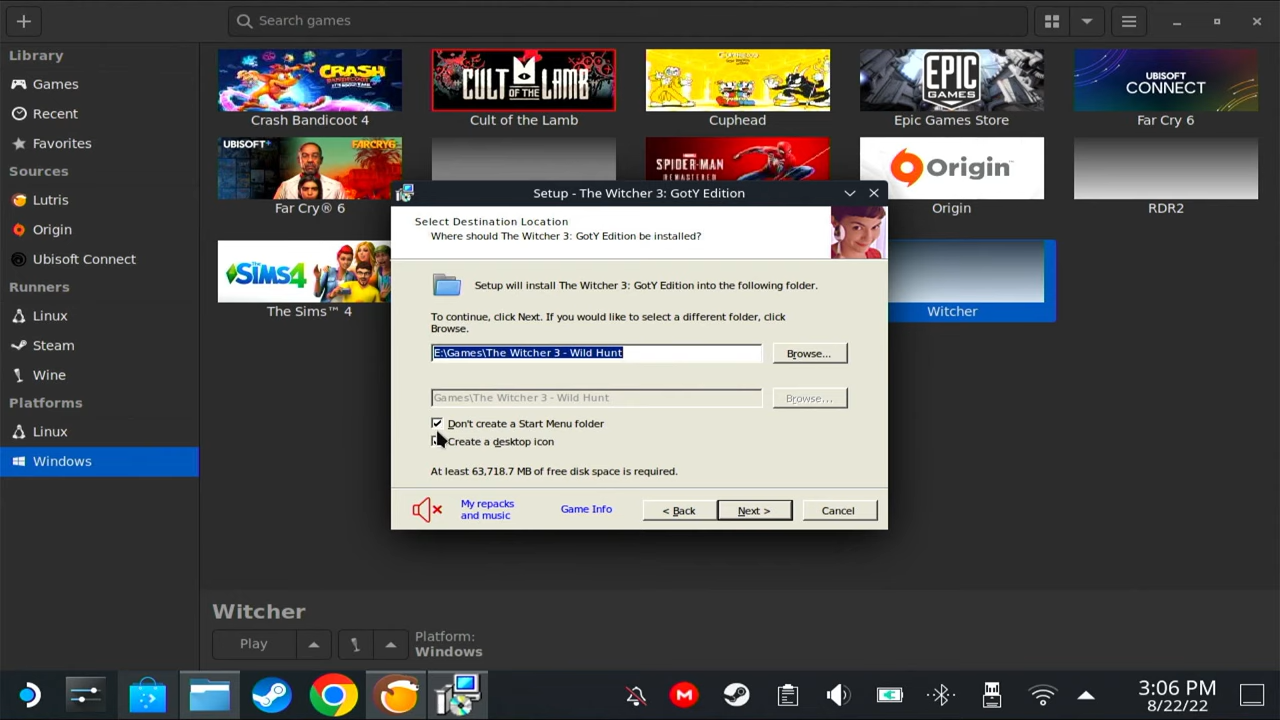 Search games
Library
Games
Recent
Favorites
Sources
Lutris
Origin
Ubisoft Connect
Runners
Linux
Steam
Wine
Platforms
Linux
Windows
CRASH
BANDICOOT
Crash Bandicoot 4
CULT OF THE LAMB
Cult of the Lamb
Cuphead
EPIC
GAMES
Epic Games Store
UBISOFT
CONNECT
Far Cry 6
UBISOFT+
FARCRY6
Far Cry® 6
SPIDER-MAN
REMASTERED
Origin
Origin
RDR2
THE SIMS 4
The Sims™ 4
Witcher
Setup - The Witcher 3: GotY Edition
Select Destination Location
Where should The Witcher 3: GotY Edition be installed?
Setup will install The Witcher 3: GotY Edition into the following folder.
To continue, click Next. If you would like to select a different folder, click
Browse.
E:\Games\The Witcher 3 - Wild Hunt
Browse...
Games\The Witcher 3 - Wild Hunt
Browse...
Don't create a Start Menu folder
Create a desktop icon
At least 63,718.7 MB of free disk space is required.
My repacks
and music
Game Info
< Back
Next >
Cancel
Witcher
Play
Platform:
Windows
3:06 PM
8/22/22